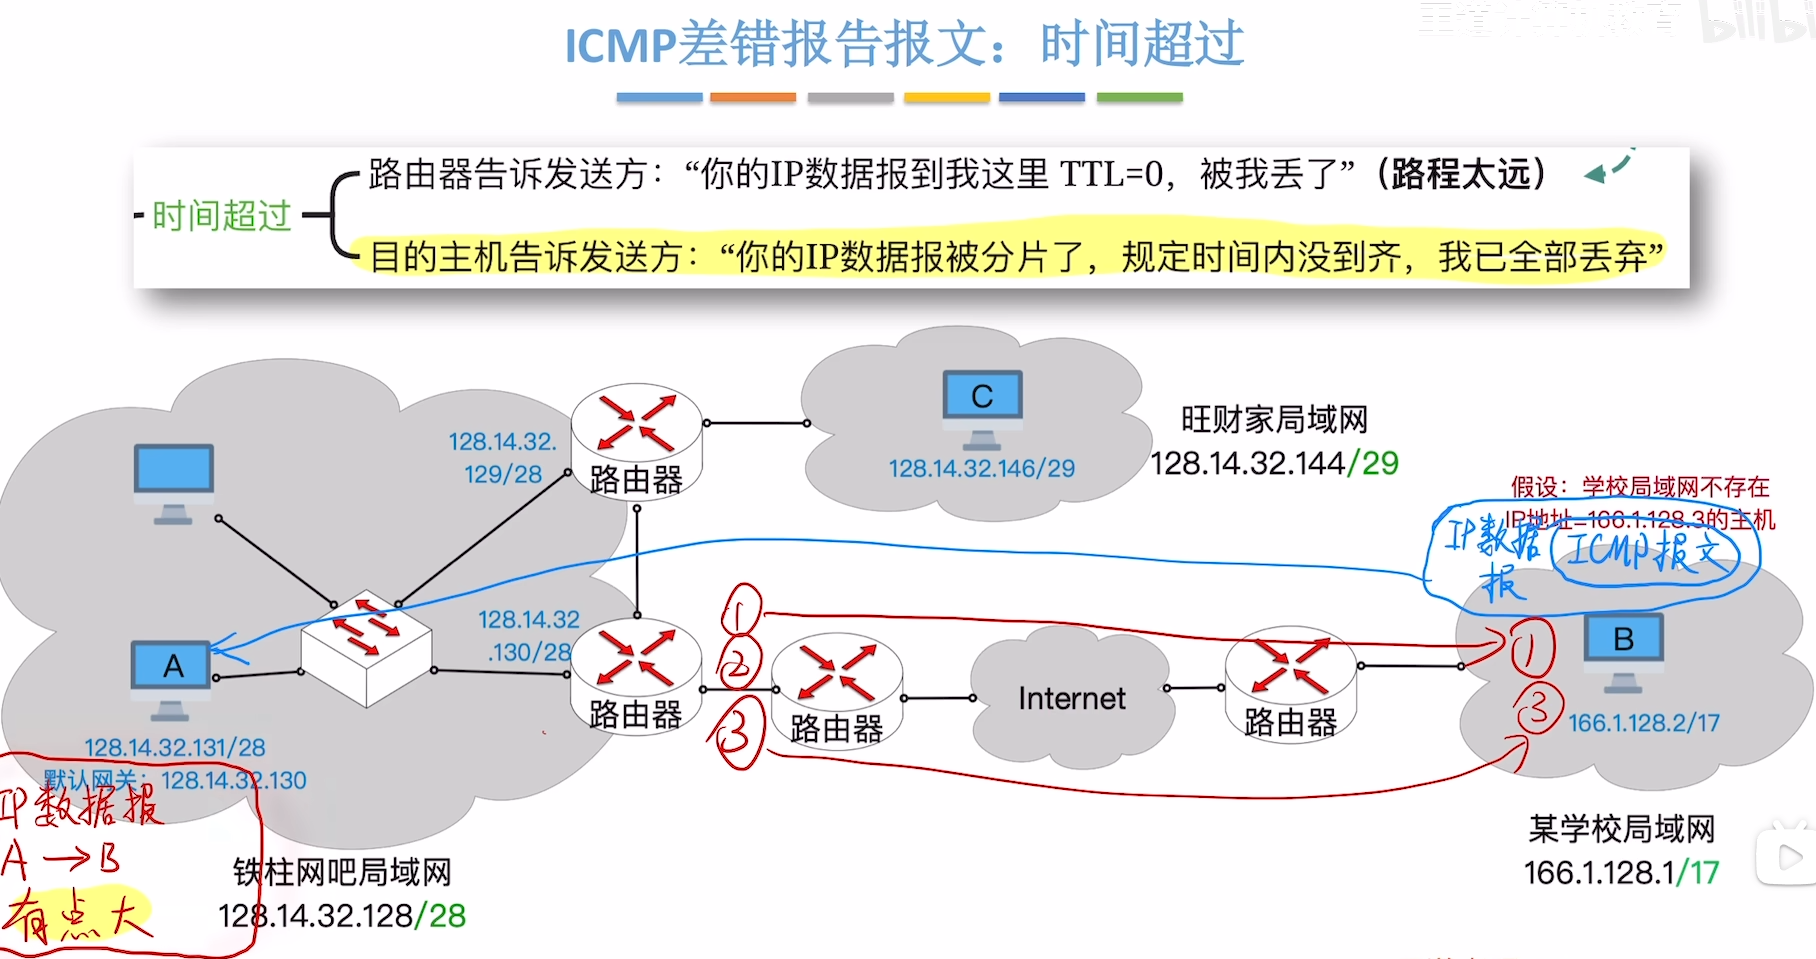 ICMP差错报告报文：时间超过
bilibi
时间超过
路由器告诉发送方：“你的IP数据报到我这里 TTL=0，被我丢了”（路程太远）
目的主机告诉发送方：“你的IP数据报被分片了，规定时间内没到齐，我已全部丢弃”
C
128.14.32.146/29
旺财家局域网
128.14.32.144/29
128.14.32.
129/28
路由器
假设：学校局域网不存在
IP地址=166.1.128.3的主机
IP数据报
ICMP报文
128.14.32
.130/28
路由器
①
②
③
路由器
Internet
路由器
①
③
B
166.1.128.2/17
A
128.14.32.131/28
默认网关：128.14.32.130
IP数据报
A→B
有点大
铁柱网吧局域网
128.14.32.128/28
某学校局域网
166.1.128.1/17